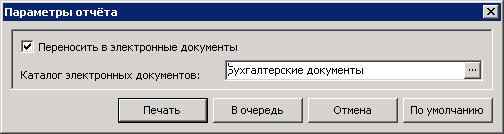 Параметры отчёта
Переносить в электронные документы
Каталог электронных документов: Бухгалтерские документы ...
Печать В очередь Отмена По умолчанию